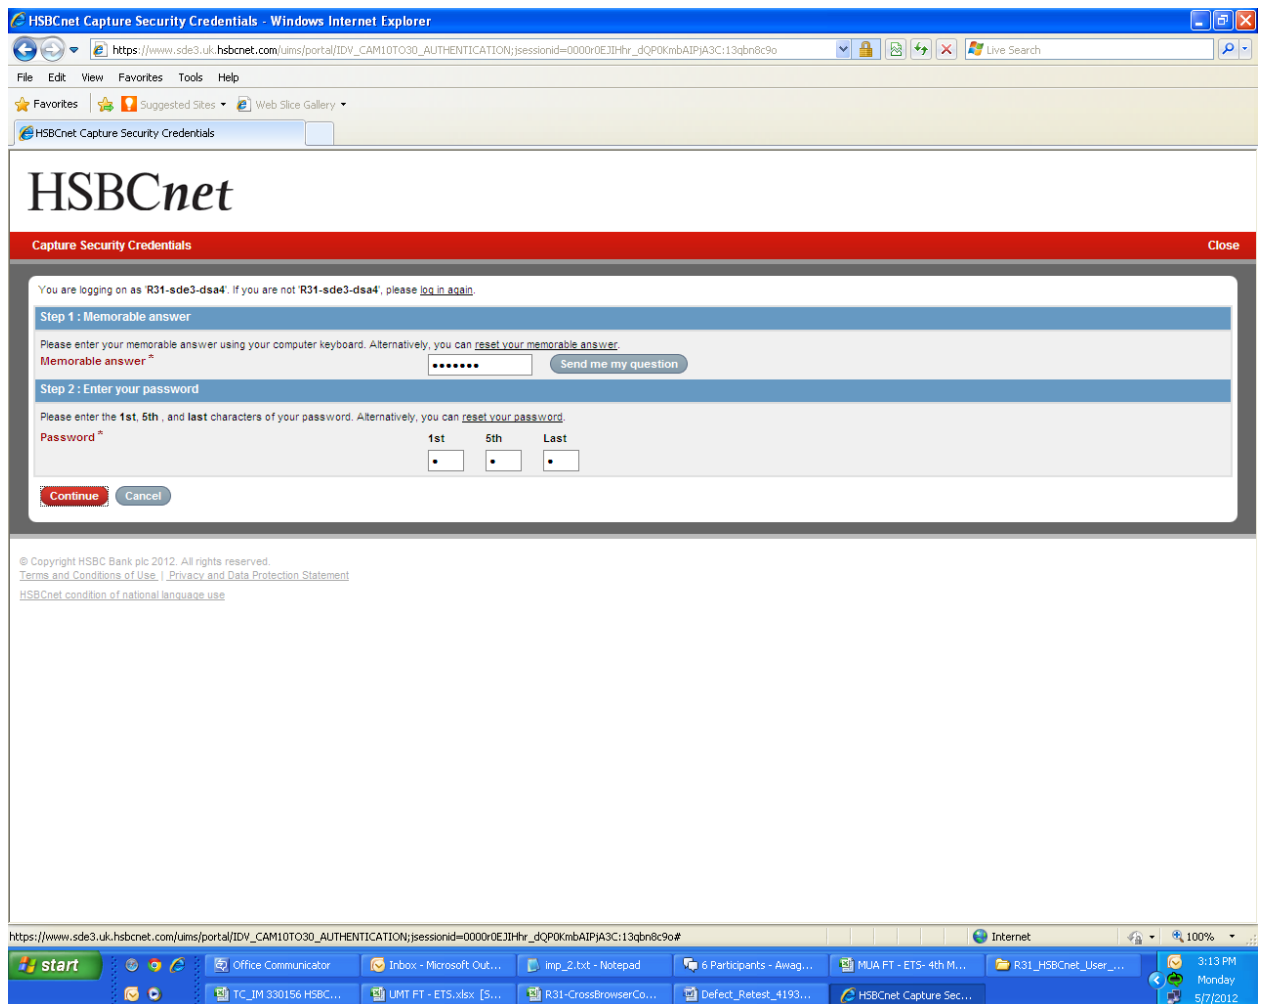 HSBCnet Capture Security Credentials - Windows Internet Explorer
https://www.sde3.uk.hsbcnet.com/uims/portal/IDV_CAM10TO30_AUTHENTICATION;jsessionid=0000r0EJIHhr_dQP0KmbAIPjA3C:13qbn8c9o
Live Search
File Edit View Favorites Tools Help
Favorites Suggested Sites Web Slice Gallery
HSBCnet Capture Security Credentials
HSBCnet
Capture Security Credentials Close
You are logging on as 'R31-sde3-dsa4'. If you are not 'R31-sde3-dsa4', please log in again.
Step 1 : Memorable answer
Please enter your memorable answer using your computer keyboard. Alternatively, you can reset your memorable answer.
Memorable answer * ••••••• Send me my question
Step 2 : Enter your password
Please enter the 1st, 5th , and last characters of your password. Alternatively, you can reset your password.
Password * 1st 5th Last
• • •
Continue Cancel
© Copyright HSBC Bank plc 2012. All rights reserved.
Terms and Conditions of Use | Privacy and Data Protection Statement
HSBCnet condition of national language use
https://www.sde3.uk.hsbcnet.com/uims/portal/IDV_CAM10TO30_AUTHENTICATION;jsessionid=0000r0EJIHhr_dQP0KmbAIPjA3C:13qbn8c9o# Internet 100%
start Office Communicator Inbox - Microsoft Out... imp_2.txt - Notepad 6 Participants - Awag... MUA FT - ETS- 4th M... R31_HSBCnet_User_... 3:13 PM
Monday
TC_IM 330156 HSBC... UMT FT - ETS.xlsx [S... R31-CrossBrowserCo... Defect_Retest_4193... HSBCnet Capture Sec... 5/7/2012